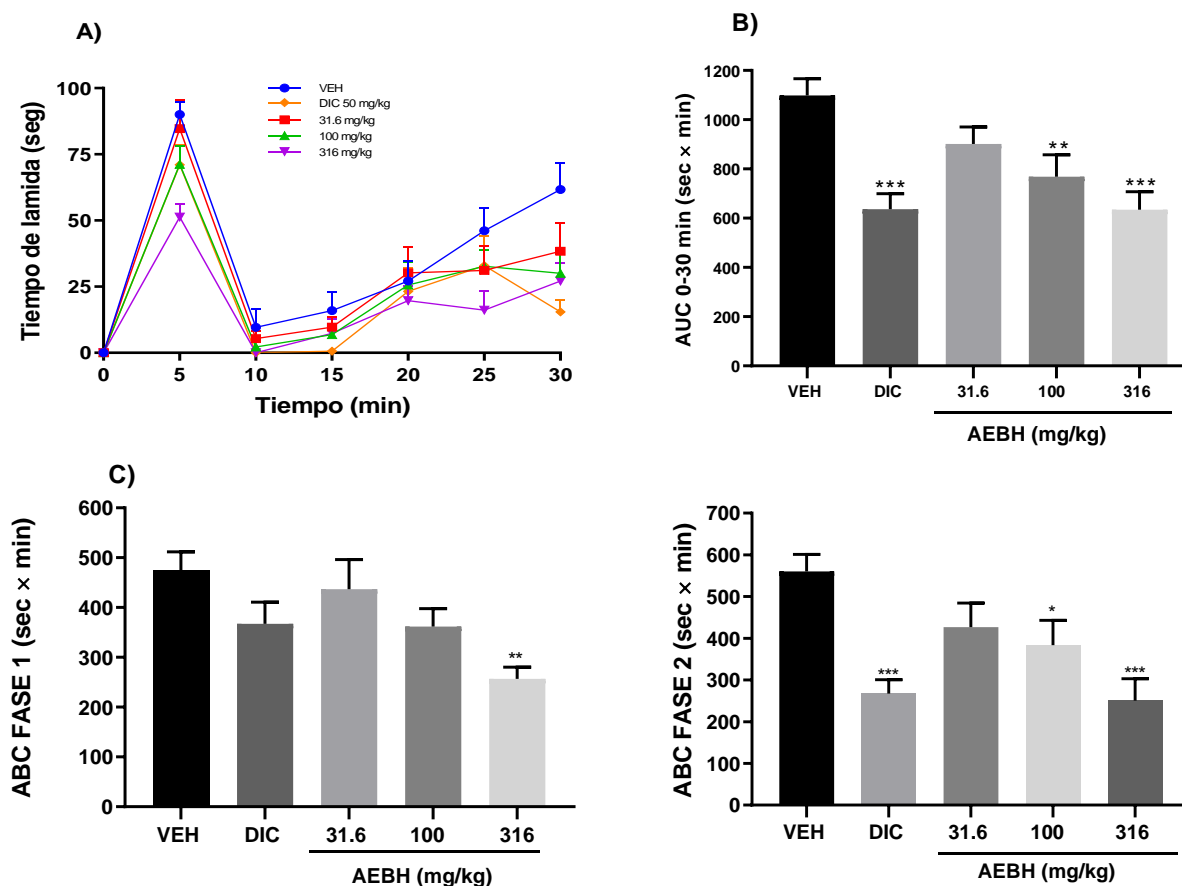 A)
Tiempo de lamida (seg)
100
75
50
25
0
VEH
DIC 50 mg/kg
31.6 mg/kg
100 mg/kg
316 mg/kg
0 5 10 15 20 25 30
Tiempo (min)
B)
AUC 0-30 min (sec × min)
1200
1000
800
600
400
200
0
***
**
***
VEH DIC 31.6 100 316
AEBH (mg/kg)
C)
ABC FASE 1 (sec × min)
600
500
400
300
200
100
0
**
VEH DIC 31.6 100 316
AEBH (mg/kg)
ABC FASE 2 (sec × min)
700
600
500
400
300
200
100
0
***
*
***
VEH DIC 31.6 100 316
AEBH (mg/kg)